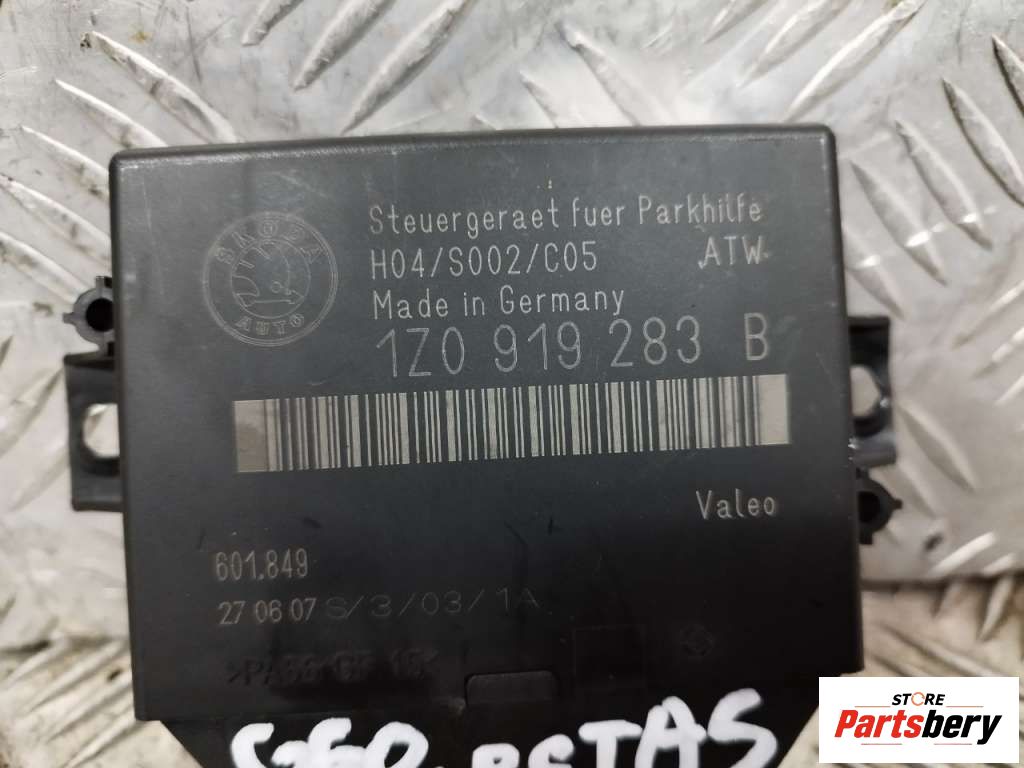 SKODA
AUTO
Steuergeraet fuer Parkhilfe
H04/S002/C05 ATW
Made in Germany
1Z0 919 283 B
Valeo
601.849
27 06 07 S/3/03/1A
STORE
Partsbery